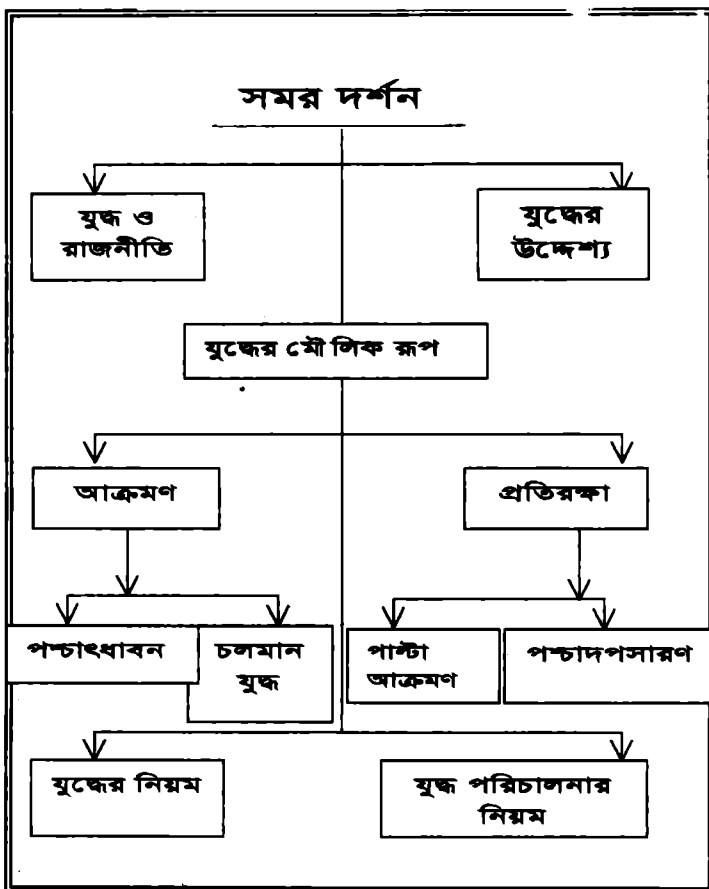 সমর দর্শন
যুদ্ধ ও
রাজনীতি
যুদ্ধের
উদ্দেশ্য
যুদ্ধের মৌলিক রূপ
আক্রমণ
প্রতিরক্ষা
পশ্চাৎধাবন
চলমান
যুদ্ধ
পাল্টা
আক্রমণ
পশ্চাদপসারণ
যুদ্ধের নিয়ম
যুদ্ধ পরিচালনার
নিয়ম